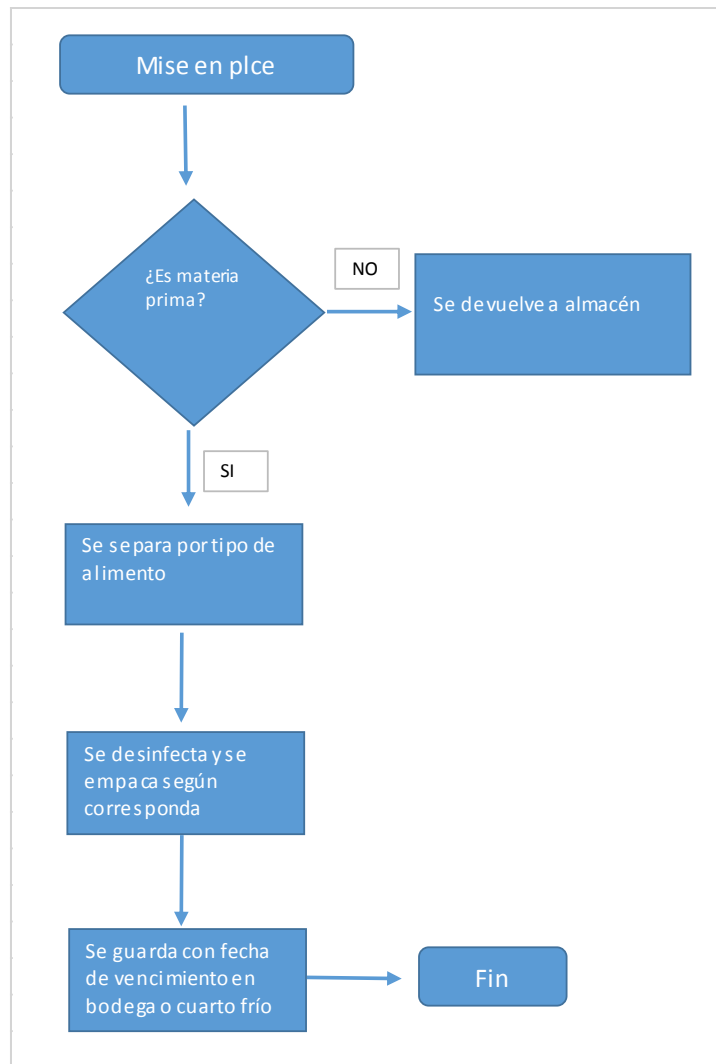 Mise en plce
¿Es materia
prima?
NO
Se devuelve a almacén
SI
Se separa por tipo de
alimento
Se desinfecta y se
empaca según
corresponda
Se guarda con fecha
de vencimiento en
bodega o cuarto frío
Fin